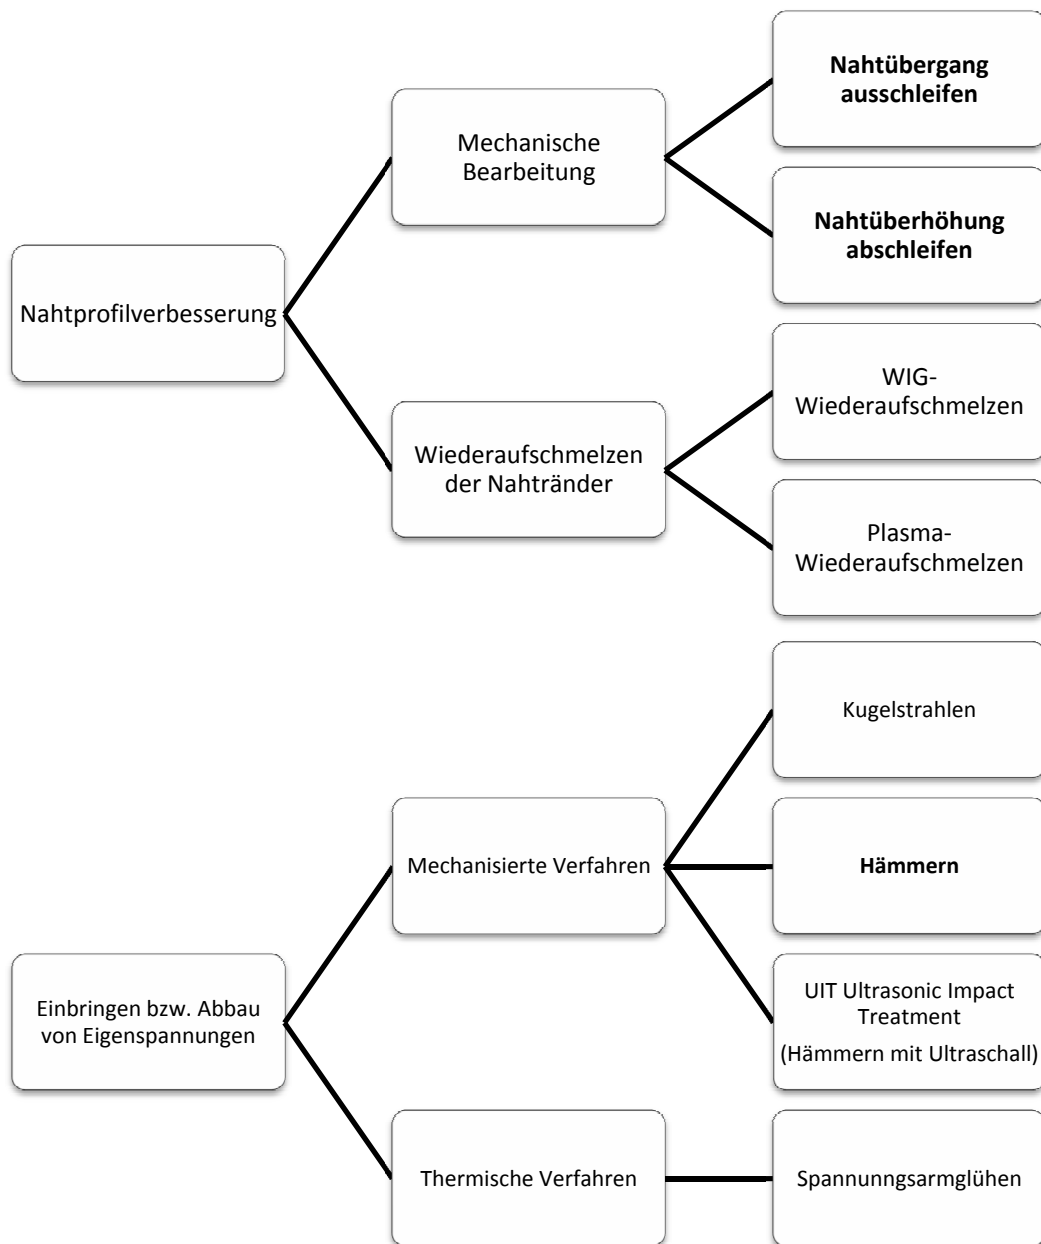 Nahtprofilverbesserung
Mechanische
Bearbeitung
Nahtübergang
ausschleifen
Nahtüberhöhung
abschleifen
Wiederaufschmelzen
der Nahtränder
WIG-
Wiederaufschmelzen
Plasma-
Wiederaufschmelzen
Einbringen bzw. Abbau
von Eigenspannungen
Mechanisierte Verfahren
Kugelstrahlen
Hämmern
UIT Ultrasonic Impact
Treatment
(Hämmern mit Ultraschall)
Thermische Verfahren
Spannunngsarmglühen